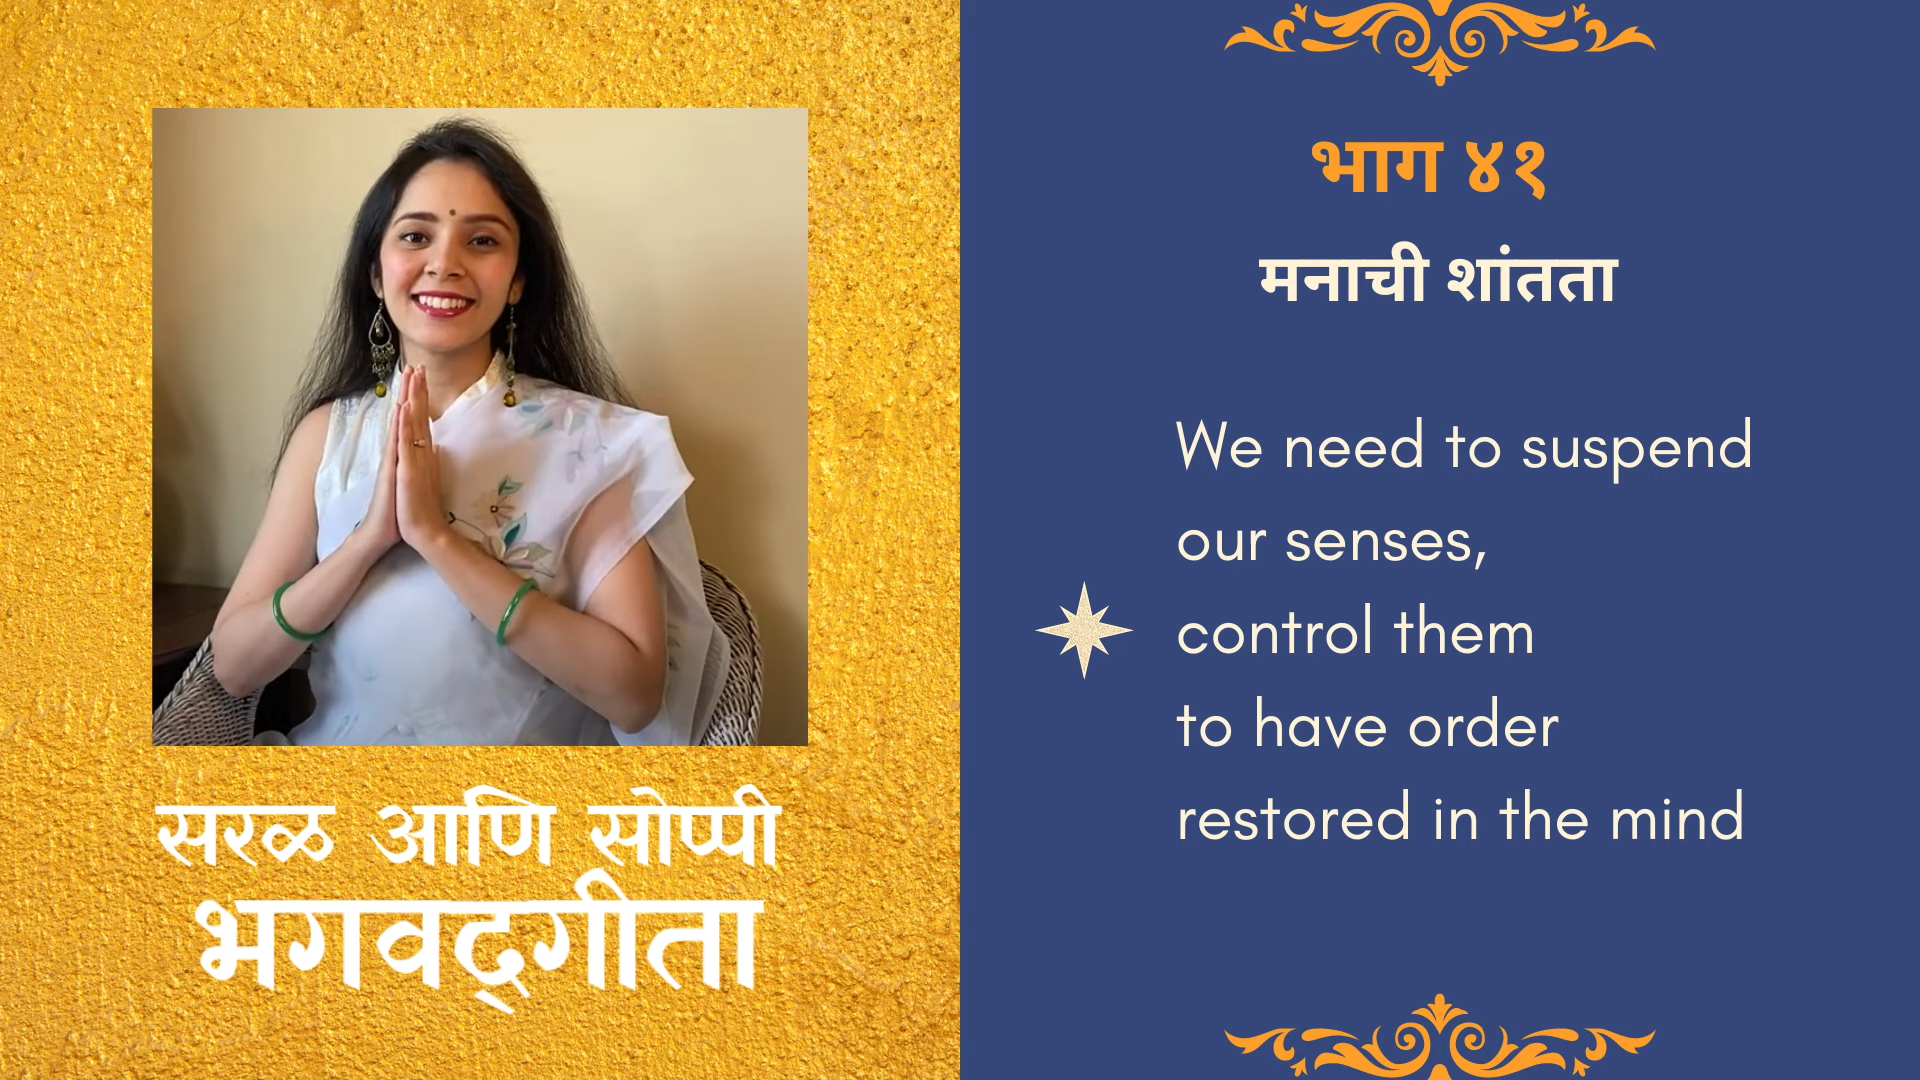 सरळ आणि सोप्पी
भगवद्‌गीता
भाग ४१
मनाची शांतता
We need to suspend
our senses,
control them
to have order
restored in the mind